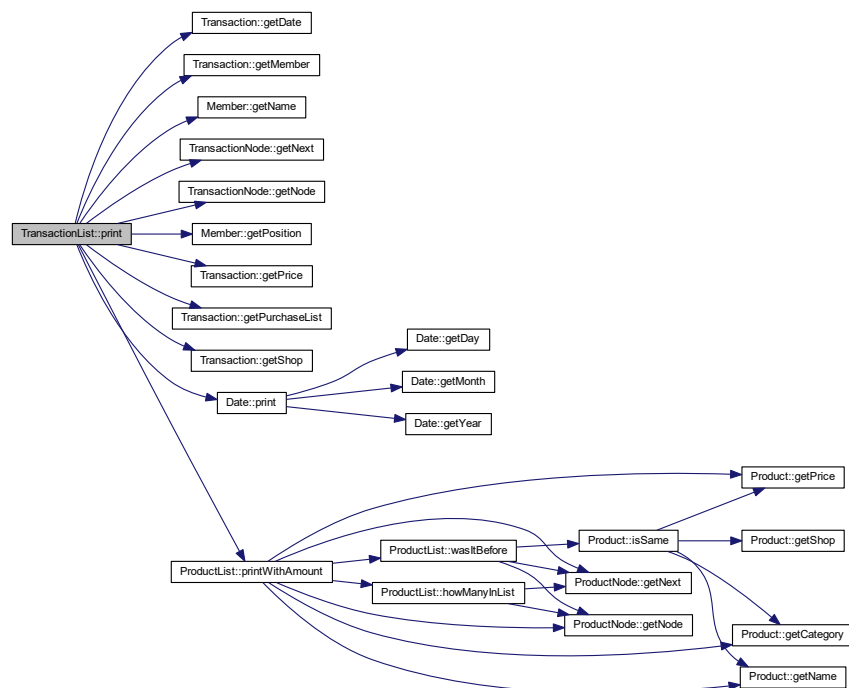 Transaction::getDate
Transaction::getMember
Member::getName
TransactionNode::getNext
TransactionNode::getNode
TransactionList::print
Member::getPosition
Transaction::getPrice
Transaction::getPurchaseList
Transaction::getShop
Date::getDay
Date::getMonth
Date::print
Date::getYear
Product::getPrice
Product::isSame
Product::getShop
ProductList::wasItBefore
ProductList::printWithAmount
ProductNode::getNext
ProductList::howManyInList
ProductNode::getNode
Product::getCategory
Product::getName